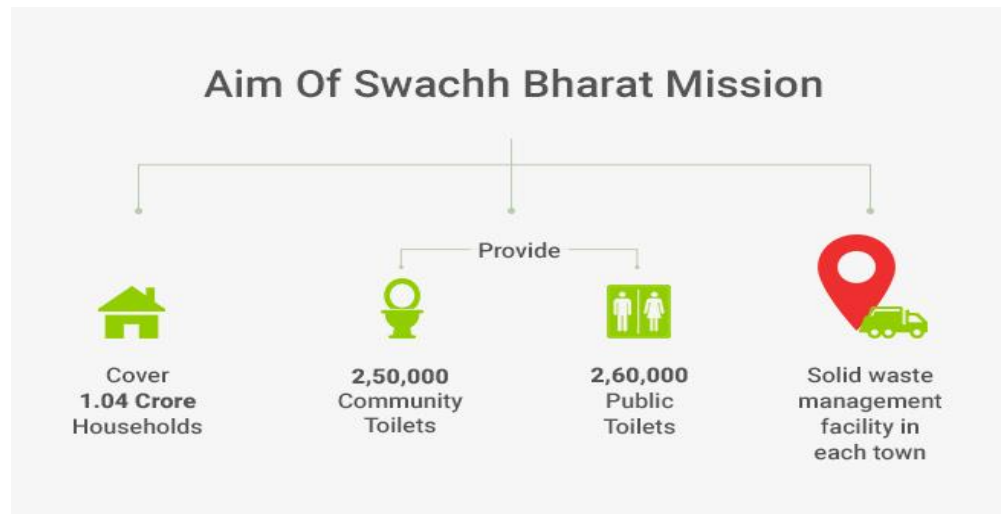 Aim Of Swachh Bharat Mission
Provide
Cover
1.04 Crore
Households
2,50,000
Community
Toilets
2,60,000
Public
Toilets
Solid waste
management
facility in
each town